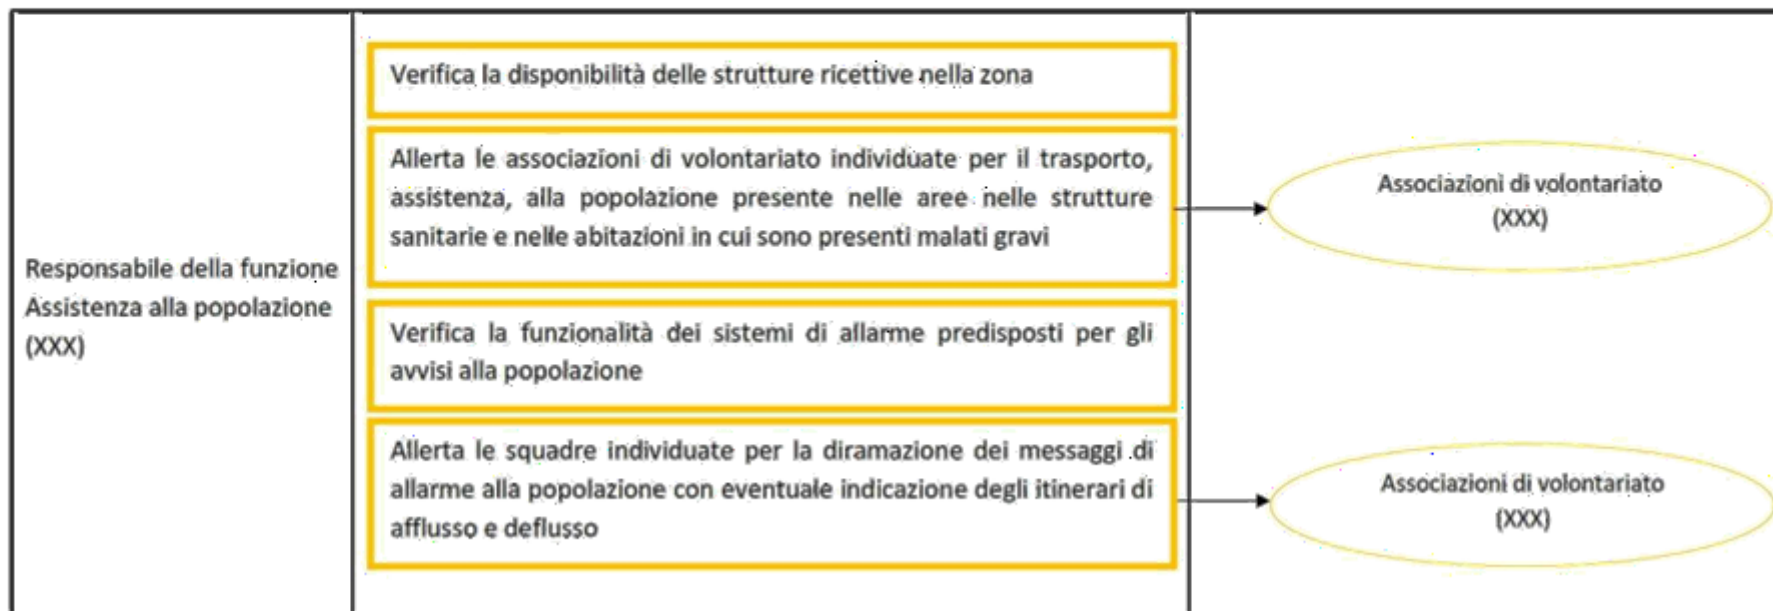 Verifica la disponibilità delle strutture ricettive nella zona
Allerta le associazioni di volontariato individuate per il trasporto,
assistenza, alla popolazione presente nelle aree nelle strutture
sanitarie e nelle abitazioni in cui sono presenti malati gravi
Associazioni di volontariato
(XXX)
Responsabile della funzione
Assistenza alla popolazione
(XXX)
Verifica la funzionalità dei sistemi di allarme predisposti per gli
avvisi alla popolazione
Allerta le squadre individuate per la diramazione dei messaggi di
allarme alla popolazione con eventuale indicazione degli itinerari di
afflusso e deflusso
Associazioni di volontariato
(XXX)